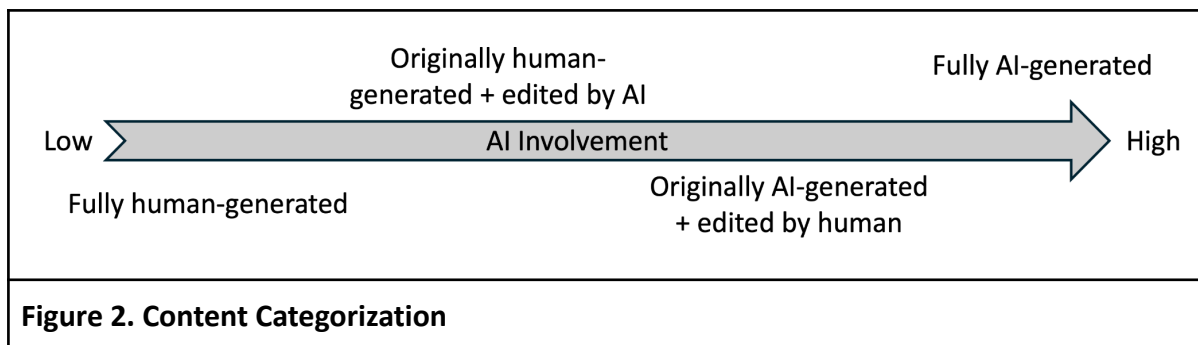 Originally human-
generated + edited by AI
Fully AI-generated
Low
AI Involvement
High
Fully human-generated
Originally AI-generated
+ edited by human
Figure 2. Content Categorization